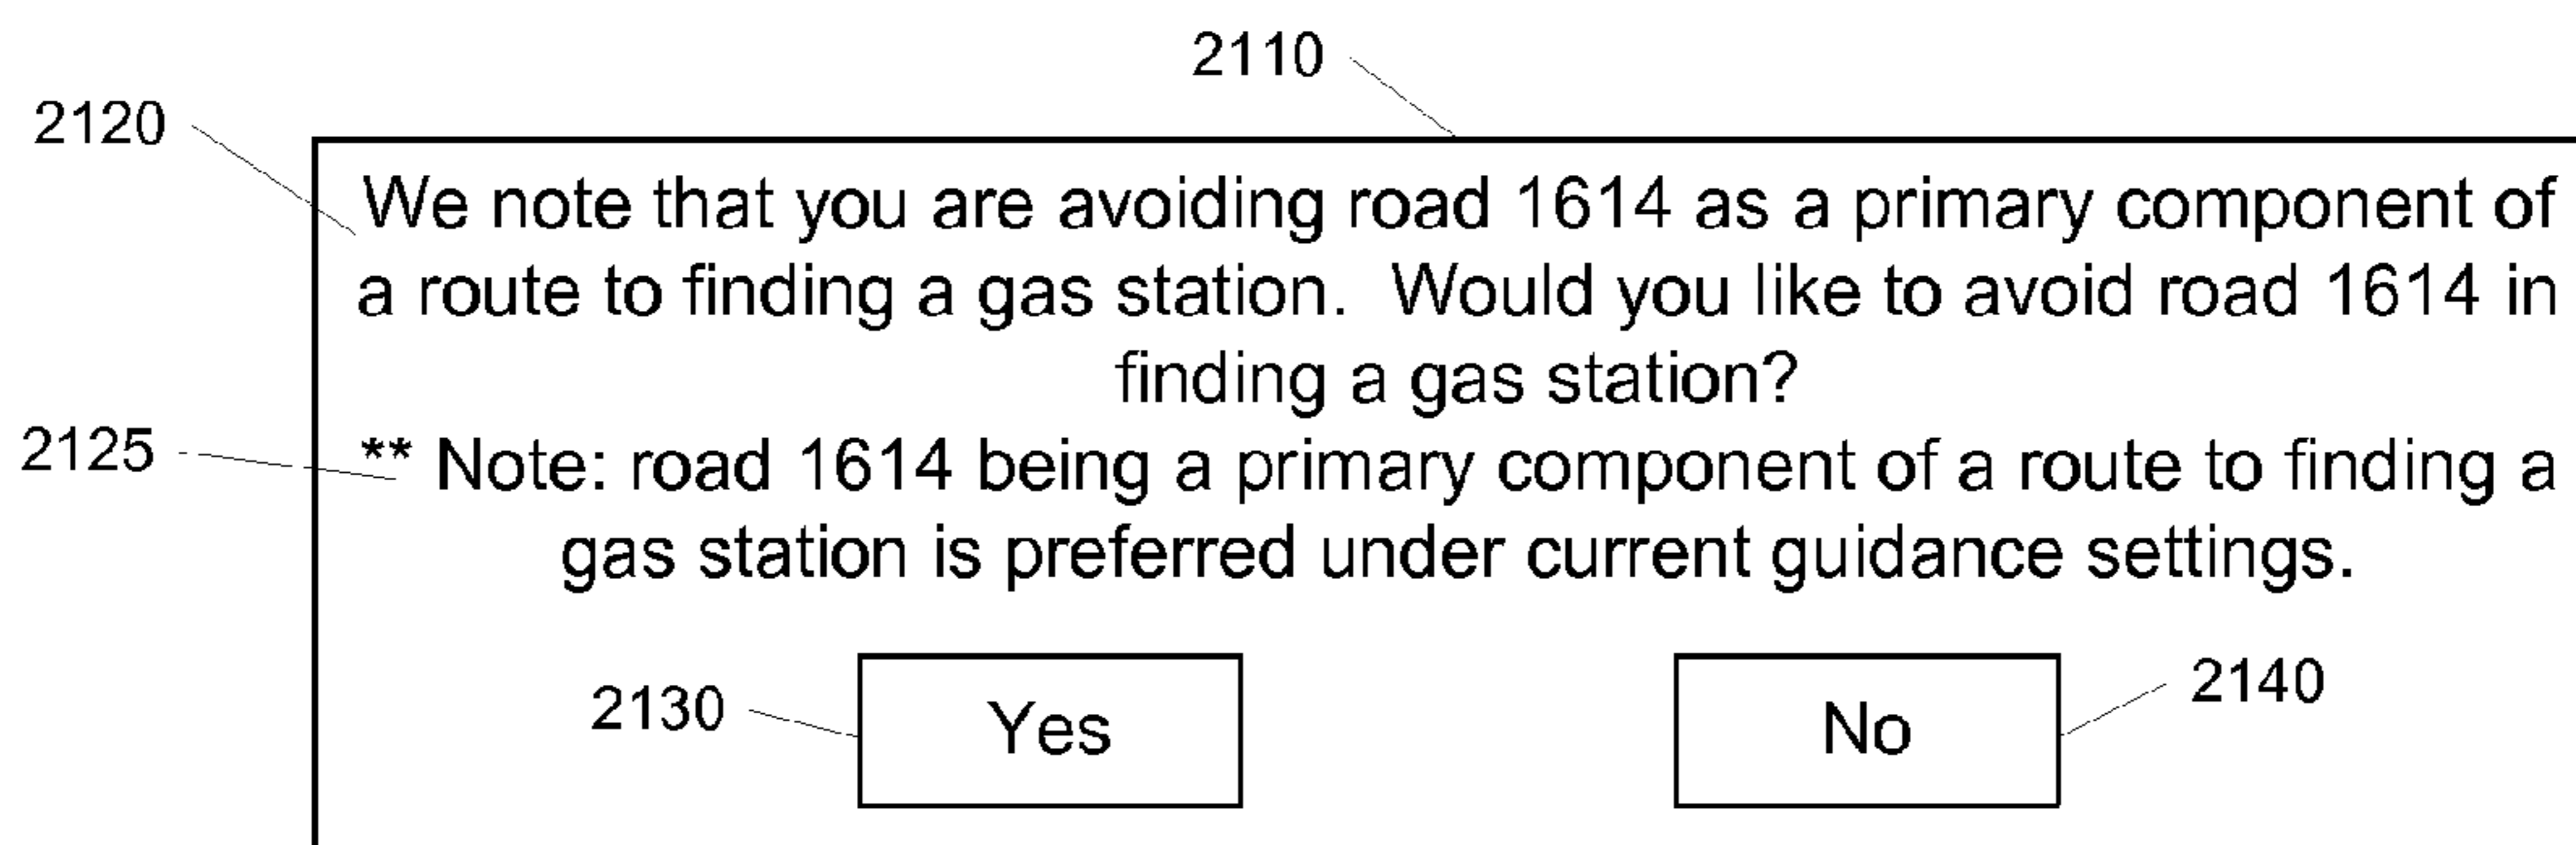 2110
2120
We note that you are avoiding road 1614 as a primary component of
a route to finding a gas station.  Would you like to avoid road 1614 in
finding a gas station?
2125
** Note: road 1614 being a primary component of a route to finding a
gas station is preferred under current guidance settings.
2130
Yes
No
2140